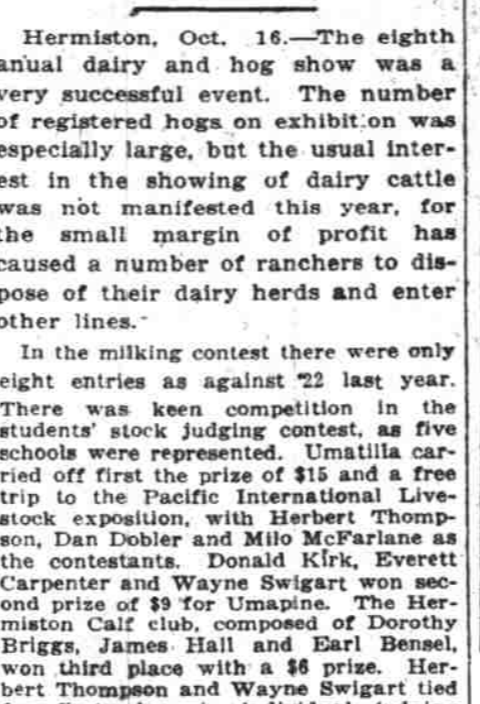 Hermiston, Oct. 16.—The eighth
anual dairy and hog show was a
very successful event. The number
of registered hogs on exhibit:on was
especially large, but the usual inter-
est in the showing of dairy cattle
was not manifested this year, for
the small margin of profit has
caused a number of ranchers to dis-
pose of their dairy herds and enter
other lines.
In the milking contest there were only
eight entries as against 22 last year.
There was keen competition in the
students' stock judging contest, as five
schools were represented. Umatilla car-
ried off first the prize of $15 and a free
trip to the Pacific International Live-
stock exposition, with Herbert Thomp-
son, Dan Dobler and Milo McFarlane as
the contestants. Donald Kirk, Everett
Carpenter and Wayne Swigart won sec-
ond prize of $9 for Umapine. The Her-
miston Calf club, composed of Dorothy
Briggs, James Hall and Earl Bensel,
won third place with a $6 prize. Her-
bert Thompson and Wayne Swigart tied